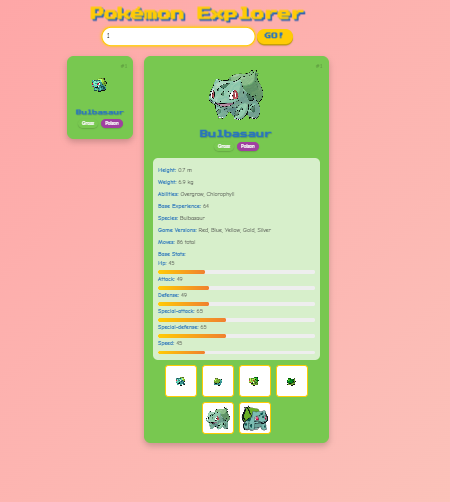 Pokémon Explorer
1
GO!
#1
Bulbasaur
Grass Poison
#1
Bulbasaur
Grass Poison
Height: 0.7 m
Weight: 6.9 kg
Abilities: Overgrow, Chlorophyll
Base Experience: 64
Species: Bulbasaur
Game Versions: Red, Blue, Yellow, Gold, Silver
Moves: 86 total
Base Stats:
Hp: 45
Attack: 49
Defense: 49
Special-attack: 65
Special-defense: 65
Speed: 45